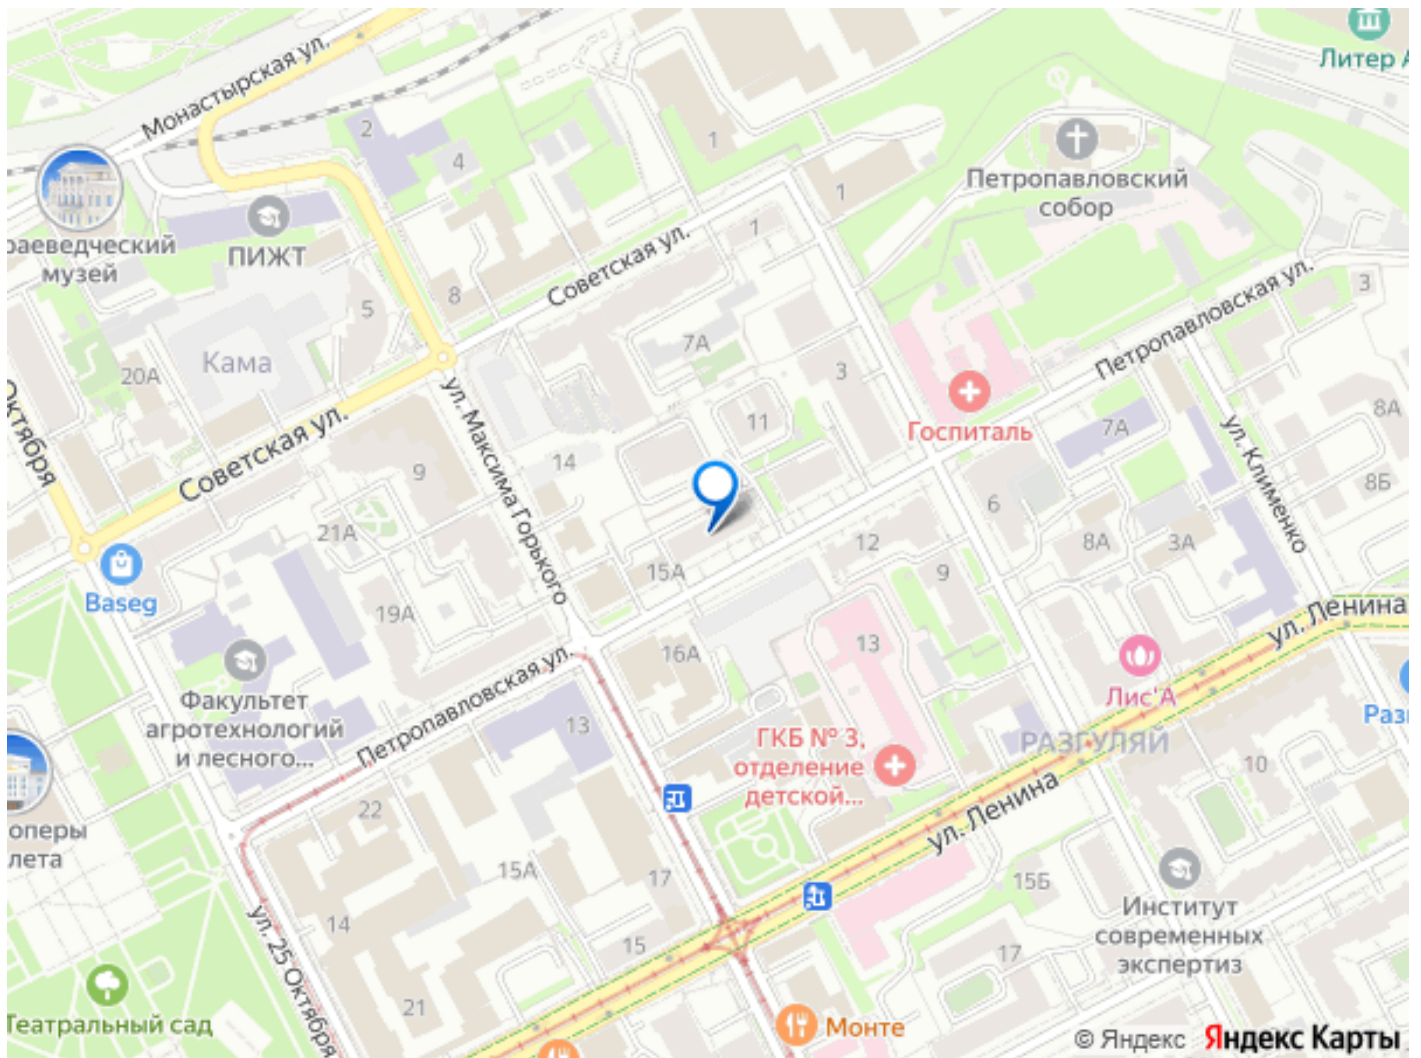 Литер А
Монастырская ул.
2
4
1
1
Петропавловский
собор
раеведческий
музей
ПИЖТ
1
Советская ул.
8
5
7А
3
3
Петропавловская ул.
Кама
20А
Октября
ул. Максима Горького
Советская ул.
9
14
11
Госпиталь
7А
8А
ул. Клименко
8Б
6
21А
12
8А
3А
Baseg
15А
9
19А
ул. Ленина
13
16А
Факультет
агротехнологий
и лесного...
Петропавловская ул.
13
Лис'А
Раз
ГКБ № 3,
отделение
детской...
РАЗГУЛЯЙ
10
22
ул. Ленина
оперы
лета
15А
17
15Б
Институт
современных
экспертиз
14
15
17
ул. 25 Октября
21
Театральный сад
Монте
© Яндекс Яндекс Карты